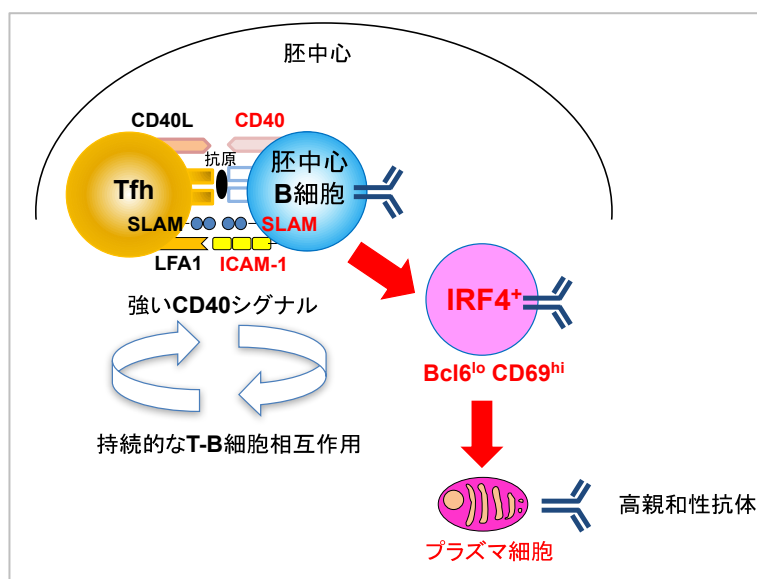 胚中心
CD40L
CD40
抗原
Tfh
胚中心
B細胞
SLAM
SLAM
LFA1
ICAM-1
強いCD40シグナル
持続的なT-B細胞相互作用
IRF4⁺
Bcl6ˡᵒ CD69ʰⁱ
高親和性抗体
プラズマ細胞